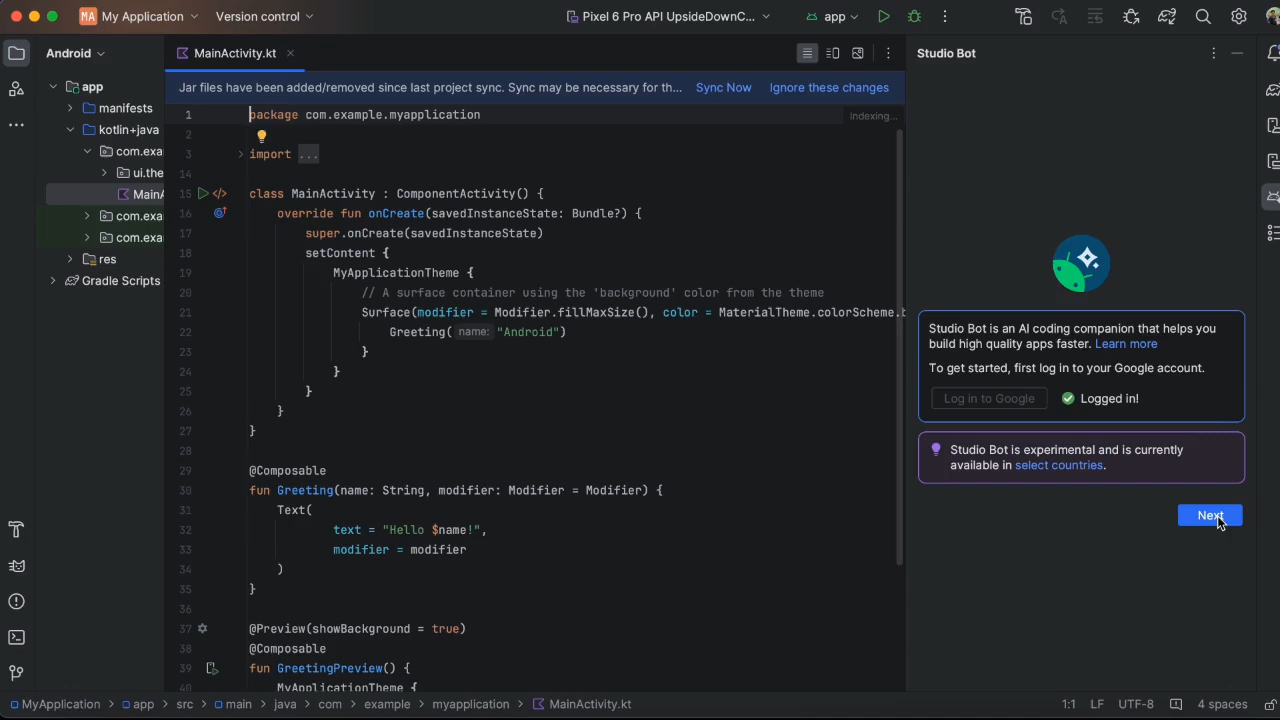 MA My Application
Version control
Pixel 6 Pro API UpsideDownC...
app
Android
MainActivity.kt
Studio Bot
app
manifests
kotlin+java
com.exa
ui.the
MainA
com.exa
com.exa
res
Gradle Scripts
Jar files have been added/removed since last project sync. Sync may be necessary for th... Sync Now Ignore these changes
Indexing...
1 package com.example.myapplication
2
3 import ...
14
15 class MainActivity : ComponentActivity() {
16 override fun onCreate(savedInstanceState: Bundle?) {
17 super.onCreate(savedInstanceState)
18 setContent {
19 MyApplicationTheme {
20 // A surface container using the 'background' color from the theme
21 Surface(modifier = Modifier.fillMaxSize(), color = MaterialTheme.colorScheme.b
22 Greeting( name: "Android")
23 }
24 }
25 }
26 }
27 }
28
29 @Composable
30 fun Greeting(name: String, modifier: Modifier = Modifier) {
31 Text(
32 text = "Hello $name!",
33 modifier = modifier
34 )
35 }
36
37 @Preview(showBackground = true)
38 @Composable
39 fun GreetingPreview() {
40 MyApplicationTheme {
Studio Bot is an AI coding companion that helps you
build high quality apps faster. Learn more
To get started, first log in to your Google account.
Log in to Google Logged in!
Studio Bot is experimental and is currently
available in select countries.
Next
MyApplication app src main java com example myapplication MainActivity.kt
1:1 LF UTF-8 4 spaces